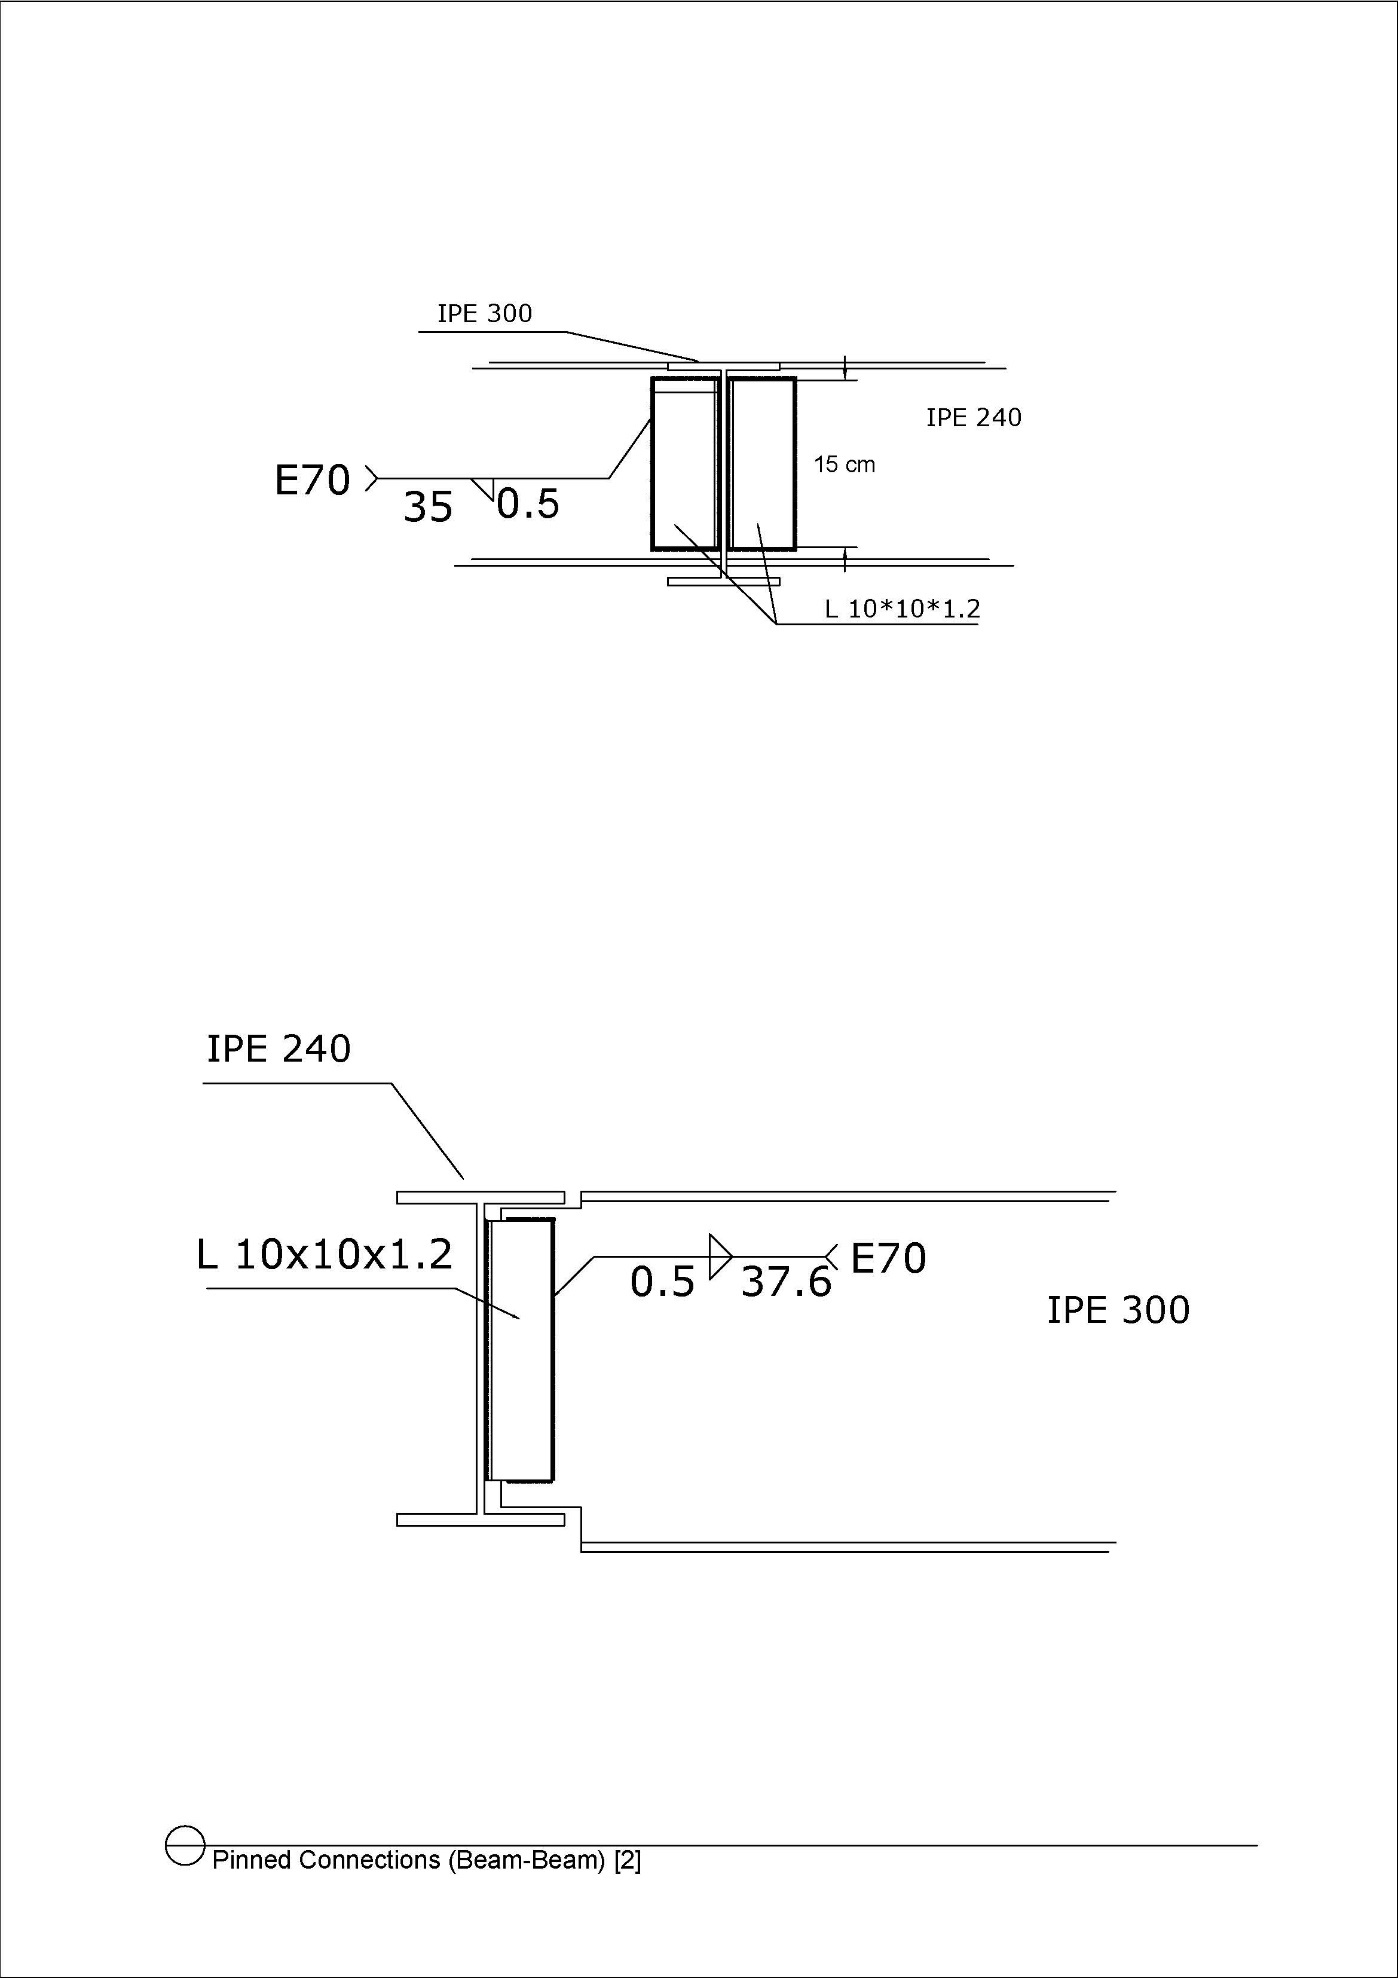 IPE 300
IPE 240
15 cm
E70
35
0.5
L 10*10*1.2
IPE 240
L 10x10x1.2
0.5
37.6
E70
IPE 300
Pinned Connections (Beam-Beam) [2]